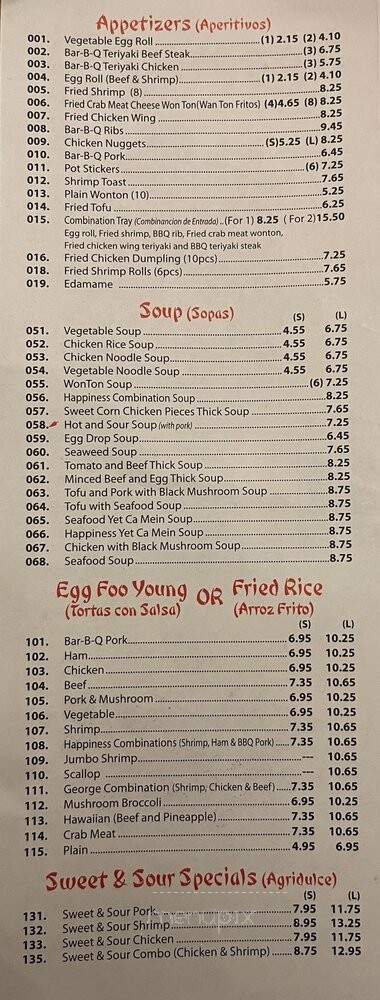 Appetizers (Aperitivos)
001. Vegetable Egg Roll (1) 2.15 (2) 4.10
002. Bar-B-Q Teriyaki Beef Steak (3) 6.75
003. Bar-B-Q Teriyaki Chicken (3) 5.75
004. Egg Roll (Beef & Shrimp) (1) 2.15 (2) 4.10
005. Fried Shrimp (8) 8.25
006. Fried Crab Meat Cheese Won Ton(Wan Ton Fritos) (4)4.65 (8) 8.25
007. Fried Chicken Wing 8.25
008. Bar-B-Q Ribs 9.45
009. Chicken Nuggets (S)5.25 (L) 8.25
010. Bar-B-Q Pork 6.45
011. Pot Stickers (6) 7.25
012. Shrimp Toast 7.65
013. Plain Wonton (10) 5.25
014. Fried Tofu 6.25
015. Combination Tray (Combinancion de Entrada) .. (For 1) 8.25 ( For 2)15.50
Egg roll, Fried shrimp, BBQ rib, Fried crab meat wonton,
Fried chicken wing teriyaki and BBQ teriyaki steak
016. Fried Chicken Dumpling (10pcs) 7.25
018. Fried Shrimp Rolls (6pcs) 7.65
019. Edamame 5.75
Soup (Sopas)
(S) (L)
051. Vegetable Soup 4.55 6.75
052. Chicken Rice Soup 4.55 6.75
053. Chicken Noodle Soup 4.55 6.75
054. Vegetable Noodle Soup 4.55 6.75
055. WonTon Soup (6) 7.25
056. Happiness Combination Soup 8.25
057. Sweet Corn Chicken Pieces Thick Soup 7.65
058. Hot and Sour Soup (with pork) 7.25
059. Egg Drop Soup 6.45
060. Seaweed Soup 7.65
061. Tomato and Beef Thick Soup 8.25
062. Minced Beef and Egg Thick Soup 8.25
063. Tofu and Pork with Black Mushroom Soup 8.75
064. Tofu with Seafood Soup 8.75
065. Seafood Yet Ca Mein Soup 8.75
066. Happiness Yet Ca Mein Soup 8.75
067. Chicken with Black Mushroom Soup 8.75
068. Seafood Soup 8.75
Egg Foo Young OR Fried Rice
(Tortas con Salsa) (Arroz Frito)
(S) (L)
101. Bar-B-Q Pork 6.95 10.25
102. Ham 6.95 10.25
103. Chicken 6.95 10.25
104. Beef 7.35 10.65
105. Pork & Mushroom 6.95 10.25
106. Vegetable 6.95 10.25
107. Shrimp 7.35 10.65
108. Happiness Combinations (Shrimp, Ham & BBQ Pork) 7.35 10.65
109. Jumbo Shrimp --- 10.65
110. Scallop --- 10.65
111. George Combination (Shrimp, Chicken & Beef) 7.35 10.65
112. Mushroom Broccoli 6.95 10.25
113. Hawaiian (Beef and Pineapple) 7.35 10.65
114. Crab Meat 7.35 10.65
115. Plain 4.95 6.95
Sweet & Sour Specials (Agridulce)
(S) (L)
131. Sweet & Sour Pork 7.95 11.75
132. Sweet & Sour Shrimp 8.95 13.25
133. Sweet & Sour Chicken 7.95 11.75
135. Sweet & Sour Combo (Chicken & Shrimp) 8.75 12.95
menupix